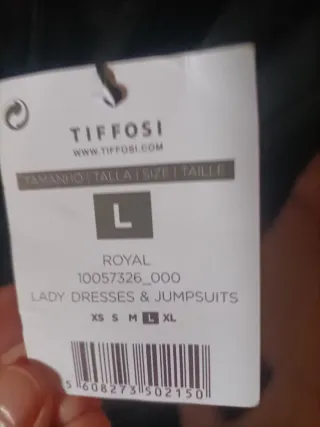 TIFFOSI
WWW.TIFFOSI.COM
TAMANHO | TALLA | SIZE | TAILLE
L
ROYAL
10057326_000
LADY DRESSES & JUMPSUITS
XS S M L XL
5 608273 502150